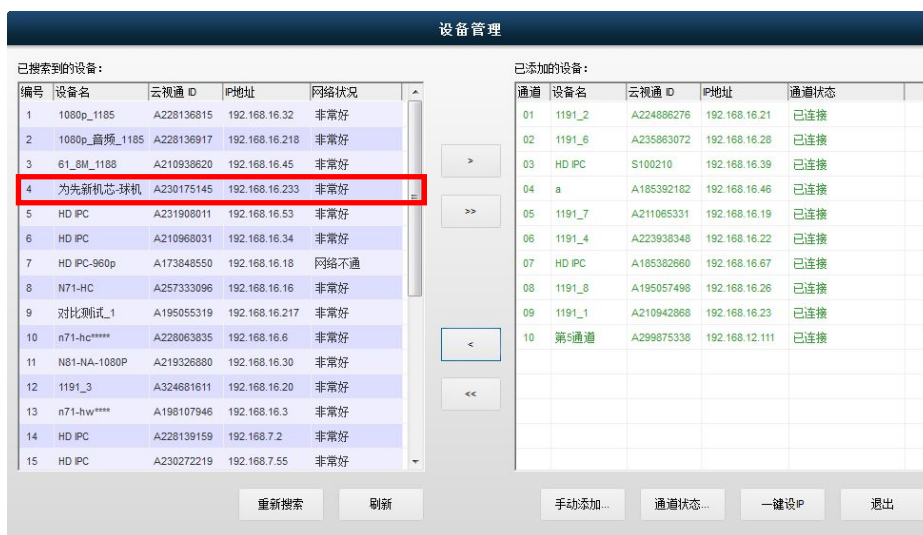 设备管理
已搜索到的设备：
编号 设备名 云视通 ID IP地址 网络状况
1 1080p_1185 A228136815 192.168.16.32 非常好
2 1080p_音频_1185 A228136917 192.168.16.218 非常好
3 61_8M_1188 A210938620 192.168.16.45 非常好
4 为先新机芯-球机 A230175145 192.168.16.233 非常好
5 HD IPC A231908011 192.168.16.53 非常好
6 HD IPC A210968031 192.168.16.34 非常好
7 HD IPC-960p A173848550 192.168.16.18 网络不通
8 N71-HC A257333096 192.168.16.16 非常好
9 对比测试_1 A195055319 192.168.16.217 非常好
10 n71-hc***** A228063835 192.168.16.6 非常好
11 N81-NA-1080P A219326880 192.168.16.30 非常好
12 1191_3 A324681611 192.168.16.20 非常好
13 n71-hw**** A198107946 192.168.16.3 非常好
14 HD IPC A228139159 192.168.7.2 非常好
15 HD IPC A230272219 192.168.7.55 非常好
重新搜索 刷新
>
>>
<
<<
已添加的设备：
通道 设备名 云视通 ID IP地址 通道状态
01 1191_2 A224886276 192.168.16.21 已连接
02 1191_6 A235863072 192.168.16.28 已连接
03 HD IPC S100210 192.168.16.39 已连接
04 a A185392182 192.168.16.46 已连接
05 1191_7 A211065331 192.168.16.19 已连接
06 1191_4 A223938348 192.168.16.22 已连接
07 HD IPC A185382660 192.168.16.67 已连接
08 1191_8 A195057498 192.168.16.26 已连接
09 1191_1 A210942868 192.168.16.23 已连接
10 第5通道 A299875338 192.168.12.111 已连接
手动添加... 通道状态... 一键设IP 退出